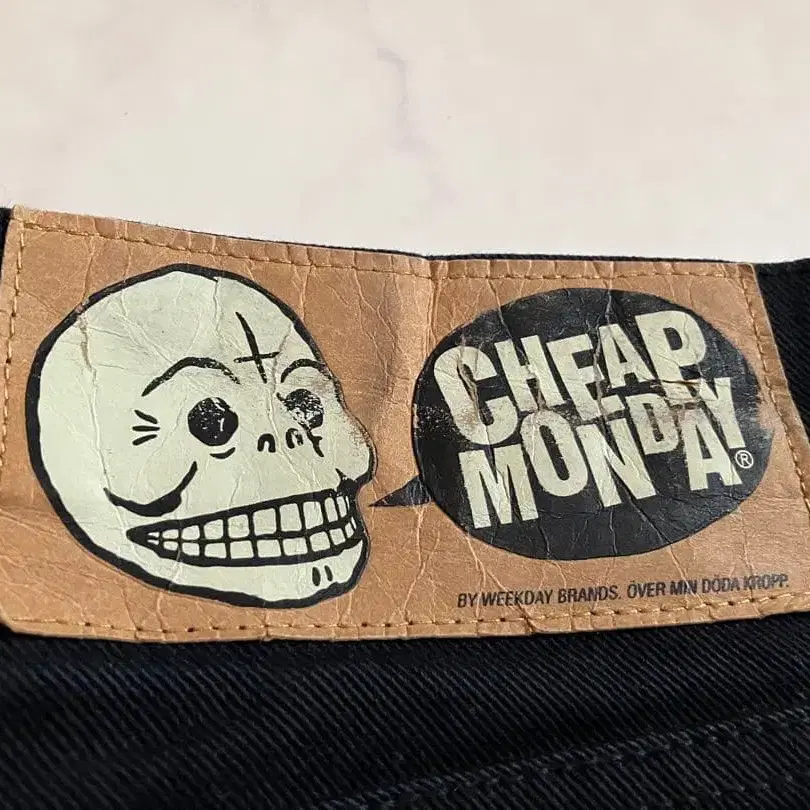 CHEAP
MONDAY®
BY WEEKDAY BRANDS. ÖVER MIN DÖDA KROPP.